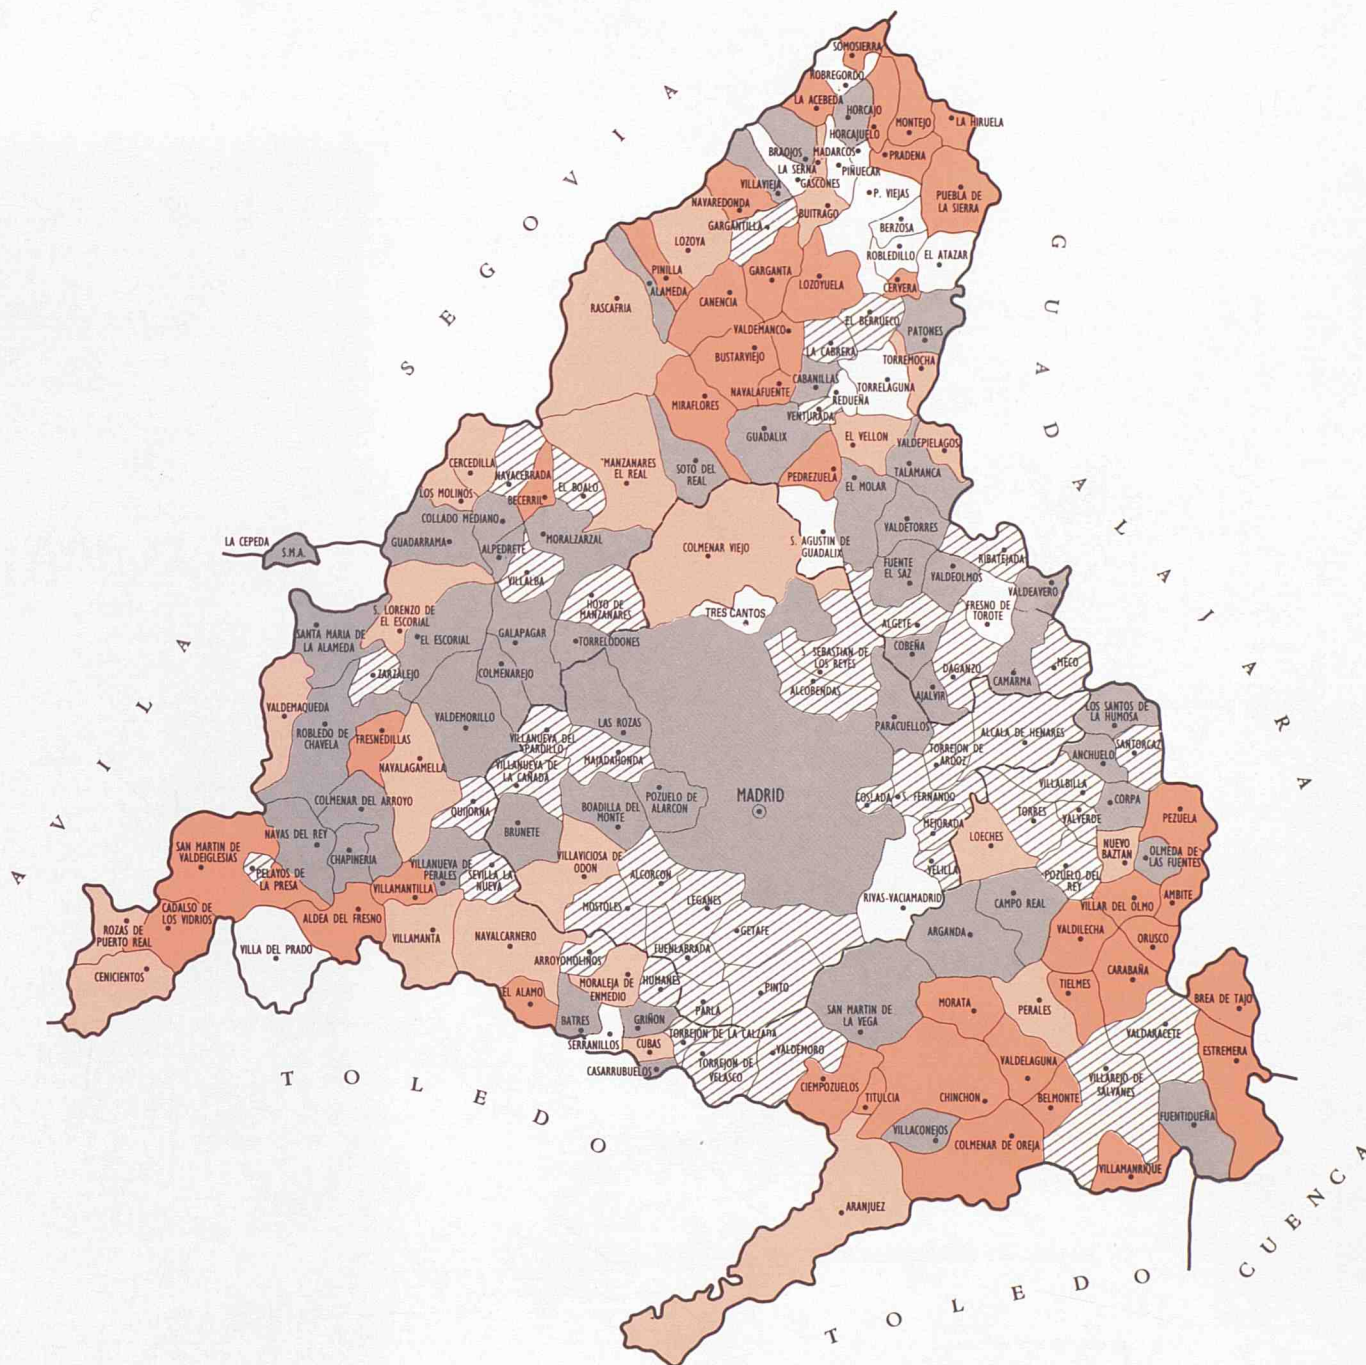 SOMOSIERRA
ROBREGORDO
LA ACEBEDA
HORCAJO
MONTEJO
LA HIRUELA
HORCAJUELO
BRAOJOS
MADARCOS
PRADENA
LA SERNA
PIÑUECAR
VILLAVIEJA
GASCONES
P. VIEJAS
PUEBLA DE
LA SIERRA
NAVAREDONDA
BUITRAGO
GARGANTILLA
BERZOSA
LOZOYA
ROBLEDILLO
EL ATAZAR
PINILLA
GARGANTA
LOZOYUELA
CERVERA
ALAMEDA
CANENCIA
RASCAFRIA
EL BERRUECO
VALDEMANCO
PATONES
LA CABRERA
BUSTARVIEJO
TORREMOCHA
CABANILLAS
TORRELAGUNA
NAVALAFUENTE
REDUEÑA
MIRAFLORES
VENTURADA
GUADALIX
EL VELLON
VALDEPIELAGOS
CERCEDILLA
NAVACERRADA
MANZANARES
EL REAL
SOTO DEL
REAL
PEDREZUELA
TALAMANCA
EL BOALO
EL MOLAR
LOS MOLINOS
BECERRIL
COLLADO MEDIANO
VALDETORRES
LA CEPEDA
S.M.A.
GUADARRAMA
MORALZARZAL
ALPEDRETE
COLMENAR VIEJO
S. AGUSTIN DE
GUADALIX
RIBATEJADA
FUENTE
EL SAZ
VALDEOLMOS
VILLALBA
VALDEAVERO
HOYO DE
MANZANARES
FRESNO DE
TOROTE
S. LORENZO DE
EL ESCORIAL
TRES CANTOS
ALGETE
SANTA MARIA DE
LA ALAMEDA
EL ESCORIAL
GALAPAGAR
TORRELODONES
COBEÑA
S. SEBASTIAN DE
LOS REYES
ZARZALEJO
COLMENAREJO
DAGANZO
MECO
CAMARMA
ALCOBENDAS
AJALVIR
VALDEMAQUEDA
VALDEMORILLO
LAS ROZAS
PARACUELLOS
LOS SANTOS DE
LA HUMOSA
ROBLEDO DE
CHAVELA
FRESNEDILLAS
VILLANUEVA DEL
PARDILLO
ALCALA DE HENARES
SANTORCAZ
NAVALAGAMELLA
MAJADAHONDA
TORREJON DE
ARDOZ
ANCHUELO
VILLANUEVA DE
LA CAÑADA
VILLALBILLA
COLMENAR DEL ARROYO
QUIJORNA
BOADILLA DEL
MONTE
POZUELO DE
ALARCON
MADRID
COSLADA
S. FERNANDO
TORRES
VALVERDE
CORPA
PEZUELA
NAVAS DEL REY
BRUNETE
MEJORADA
LOECHES
NUEVO
BAZTAN
OLMEDA DE
LAS FUENTES
SAN MARTIN DE
VALDEIGLESIAS
CHAPINERIA
VILLANUEVA DE
PERALES
SEVILLA LA
NUEVA
VILLAVICIOSA DE
ODON
VELILLA
PELAYOS DE
LA PRESA
ALCORCON
POZUELO DEL
REY
VILLAMANTILLA
RIVAS-VACIAMADRID
CAMPO REAL
VILLAR DEL OLMO
AMBITE
CADALSO DE
LOS VIDRIOS
ALDEA DEL FRESNO
MOSTOLES
LEGANES
ROZAS DE
PUERTO REAL
VILLAMANTA
NAVALCARNERO
GETAFE
ARGANDA
VALDILECHA
ORUSCO
VILLA DEL PRADO
FUENLABRADA
ARROYOMOLINOS
CENICIENTOS
MORALEJA DE
ENMEDIO
HUMANES
PINTO
TIELMES
CARABAÑA
EL ALAMO
MORATA
PERALES
BREA DE TAJO
PARLA
SAN MARTIN DE
LA VEGA
BATRES
GRIÑON
VALDARACETE
TORREJON DE LA CALZADA
SERRANILLOS
CUBAS
VALDEMORO
VALDELAGUNA
ESTREMERA
TORREJON DE
VELASCO
CASARRUBUELOS
VILLAREJO DE
SALVANES
CIEMPOZUELOS
TITULCIA
CHINCHON
BELMONTE
FUENTIDUEÑA
VILLACONEJOS
COLMENAR DE OREJA
VILLAMANRIQUE
ARANJUEZ
SEGOVIA
GUADALAJARA
AVILA
TOLEDO
TOLEDO
CUENCA